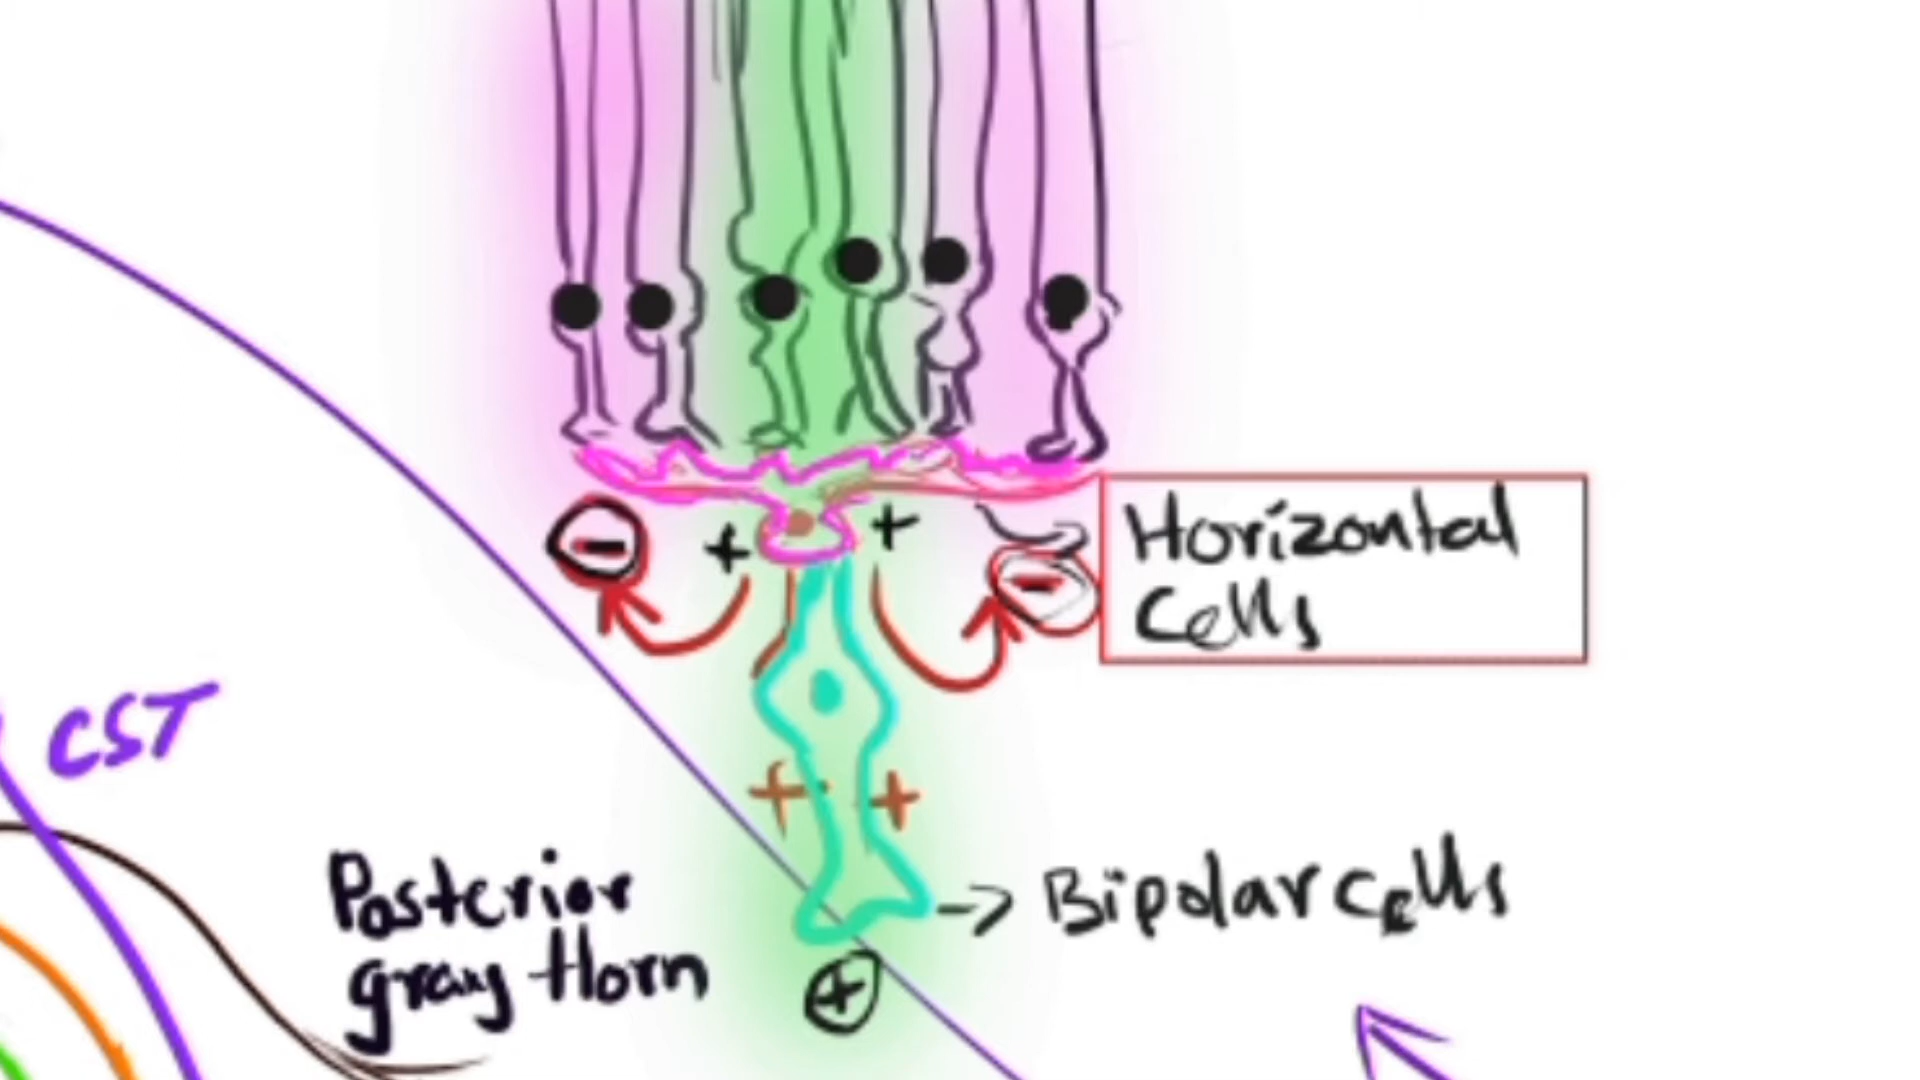 - + + -
Horizontal
Cells
CST
+ +
Posterior
gray Horn
-> Bipolar cells
+